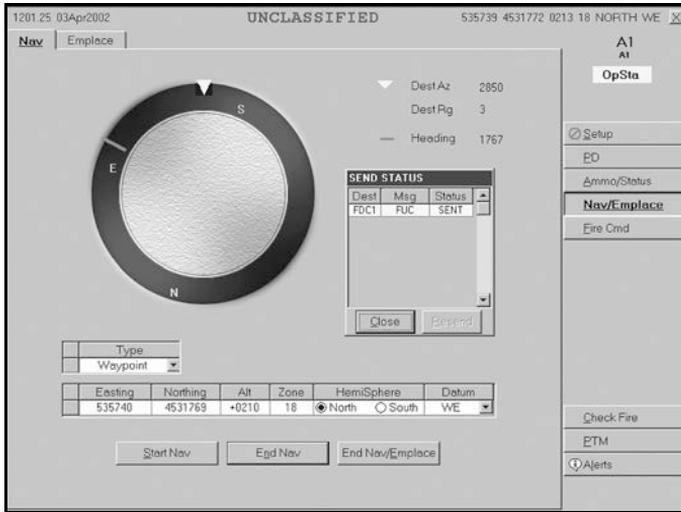 1201.25 03Apr2002 UNCLASSIFIED 535739 4531772 0213 18 NORTH WE X
Nav Emplace
A1
A1
OpSta
Dest Az 2850
Dest Rg 3
Heading 1767
S
E
N
SEND STATUS
Dest Msg Status
FDC1 FUC SENT
Close Resend
Setup
PD
Ammo/Status
Nav/Emplace
Fire Cmd
Type
Waypoint
Easting Northing Alt Zone HemiSphere Datum
535740 4531769 +0210 18 North South WE
Start Nav End Nav End Nav/Emplace
Check Fire
PTM
Alerts